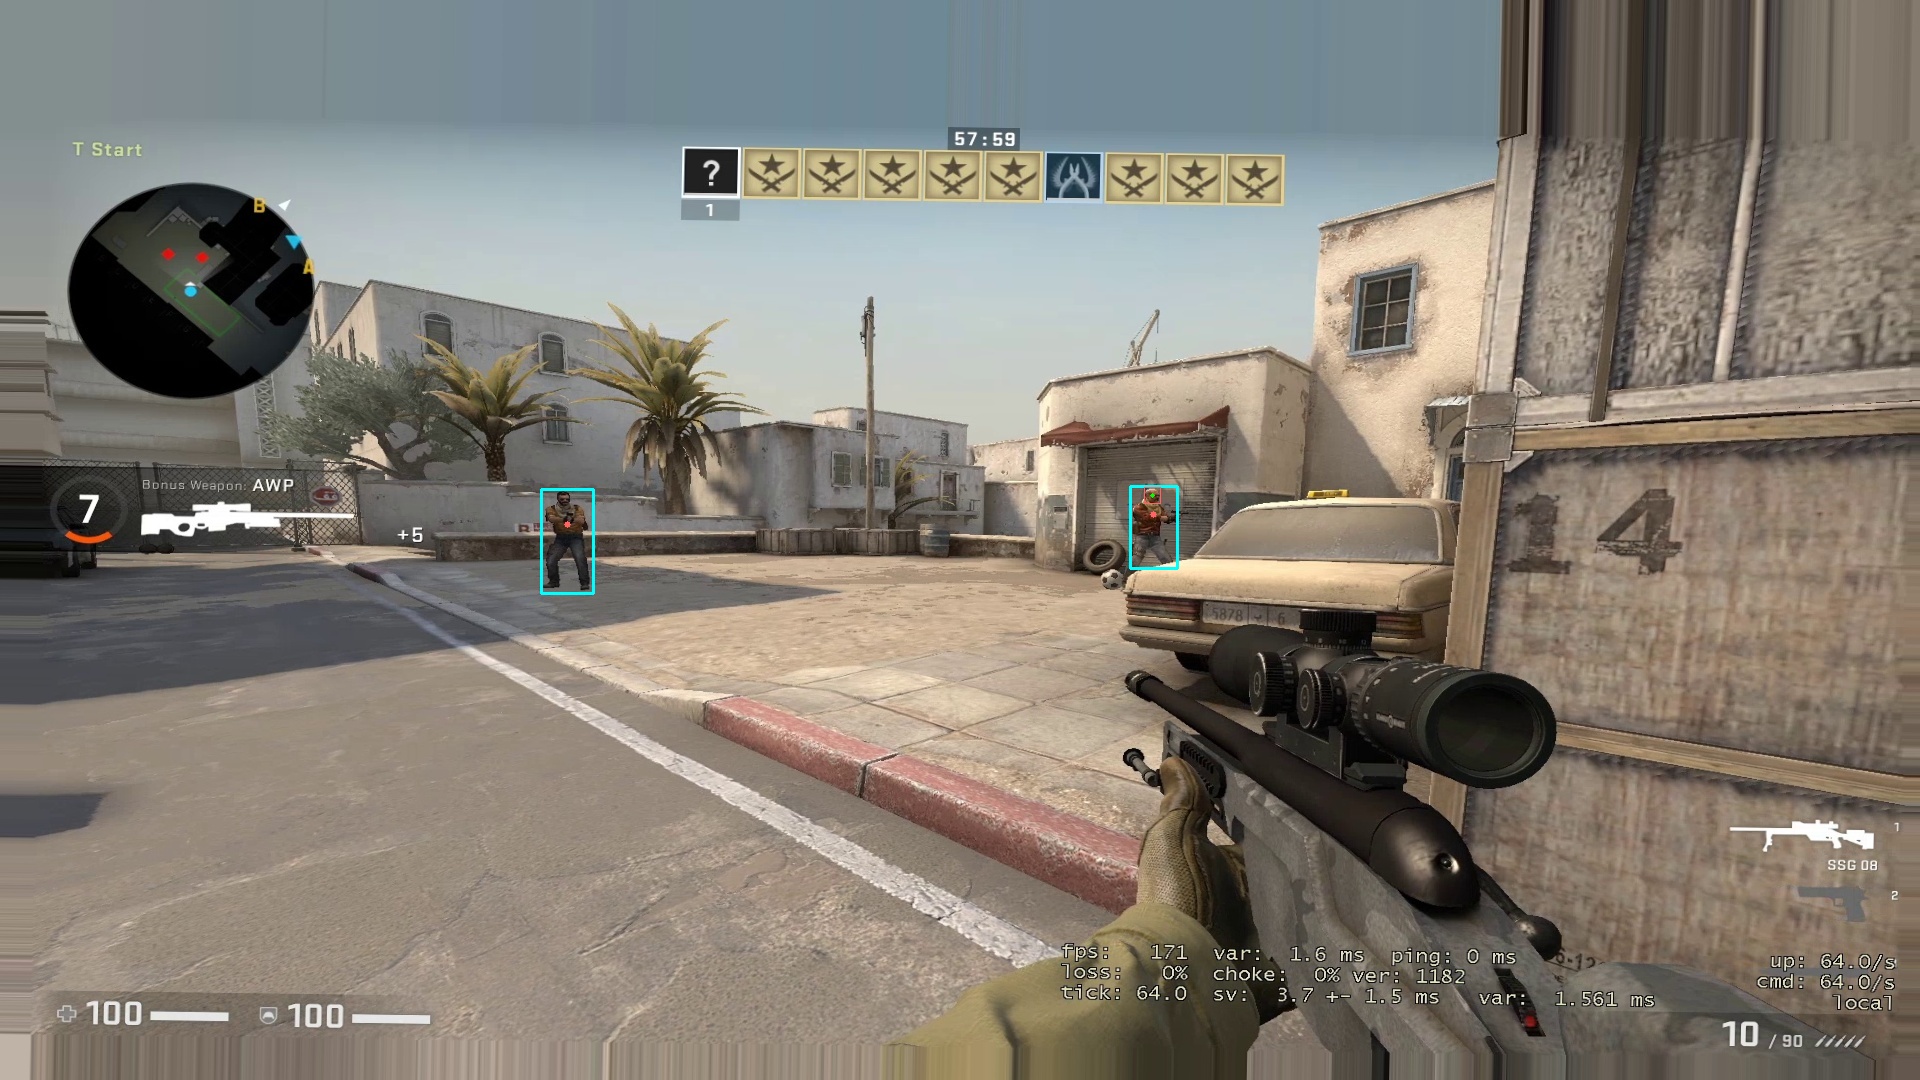 57:59
T Start
?
1
B
A
7
Bonus Weapon: AWP
+5
14
5878 6
1
SSG 08
2
fps: 171 var: 1.6 ms ping: 0 ms
loss: 0% choke: 0% ver: 1182
tick: 64.0 sv: 3.7 +- 1.5 ms var: 1.561 ms
up: 64.0/s
cmd: 64.0/s
local
100 100
10 / 90